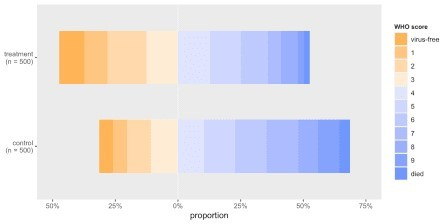 WHO score
virus-free
1
2
3
4
5
6
7
8
9
died
treatment
(n = 500)
control
(n = 500)
50%
25%
0%
25%
50%
75%
proportion